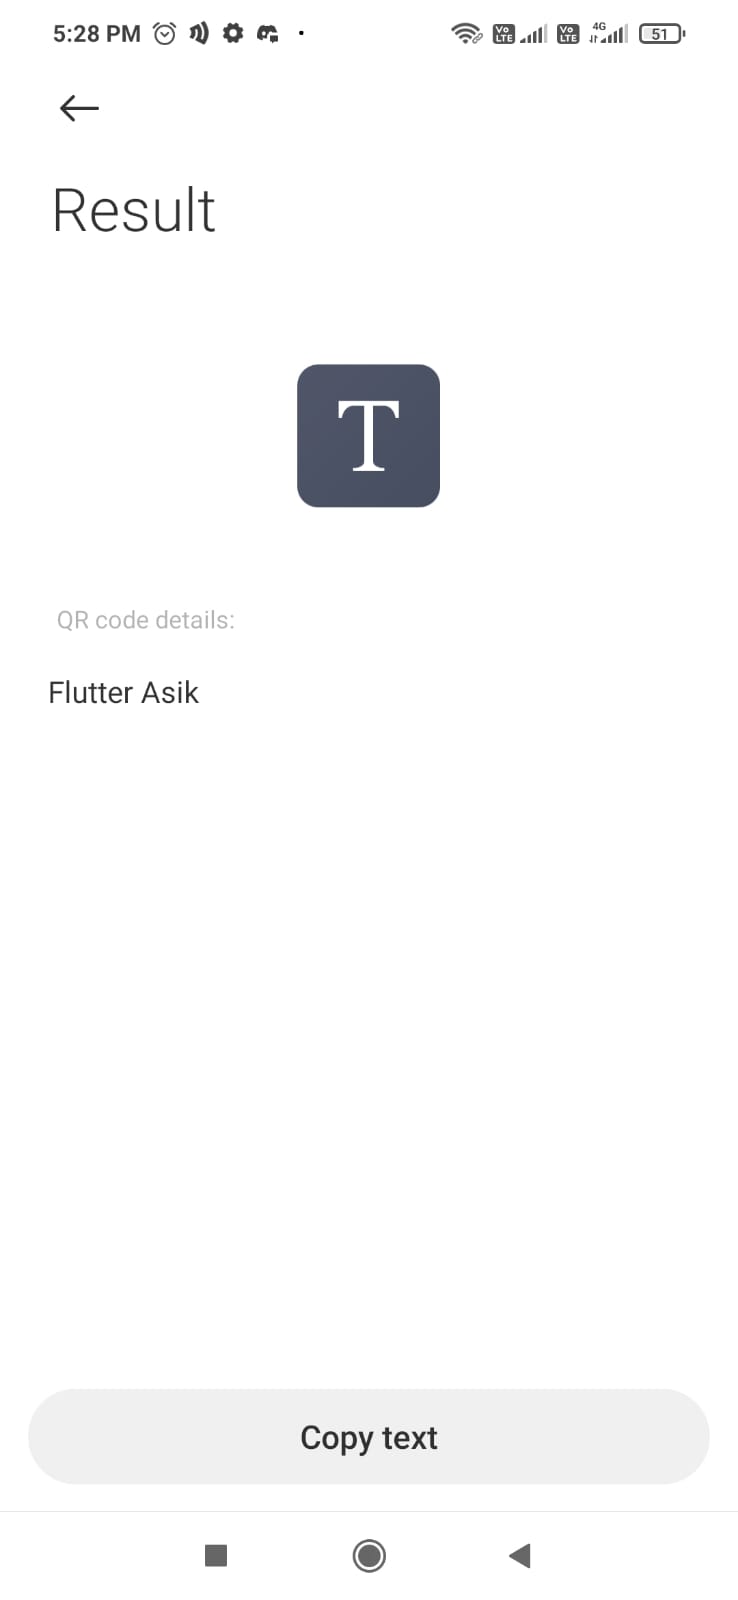 5:28 PM
Vo LTE
Vo LTE
4G
51
Result
T
QR code details:
Flutter Asik
Copy text